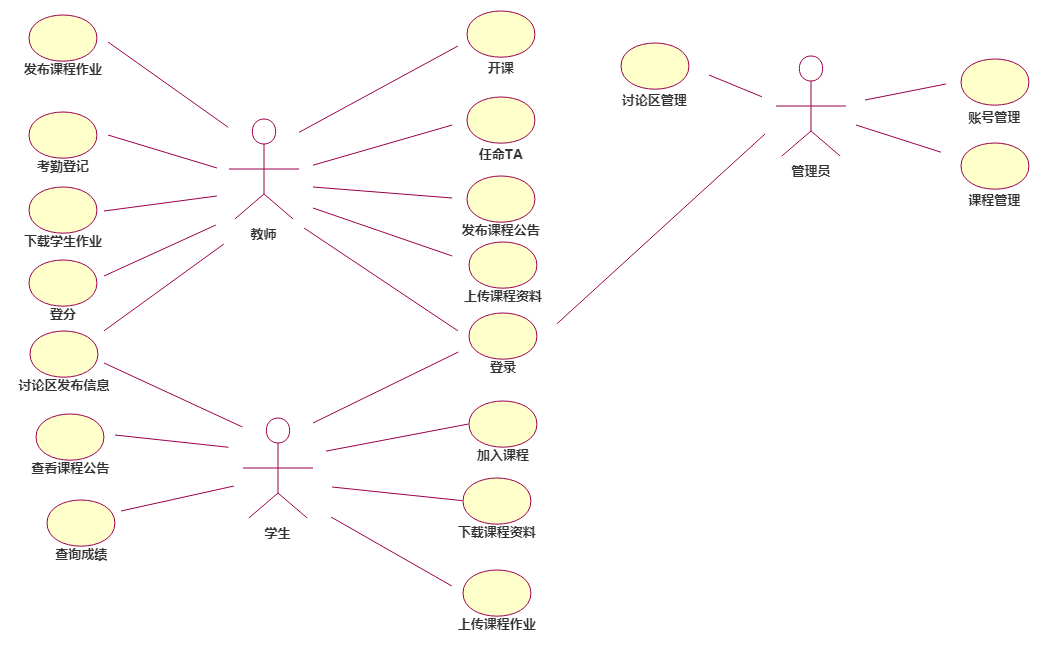 发布课程作业
开课
讨论区管理
账号管理
考勤登记
任命TA
管理员
课程管理
教师
下载学生作业
发布课程公告
上传课程资料
登分
登录
讨论区发布信息
查看课程公告
加入课程
学生
下载课程资料
查询成绩
上传课程作业